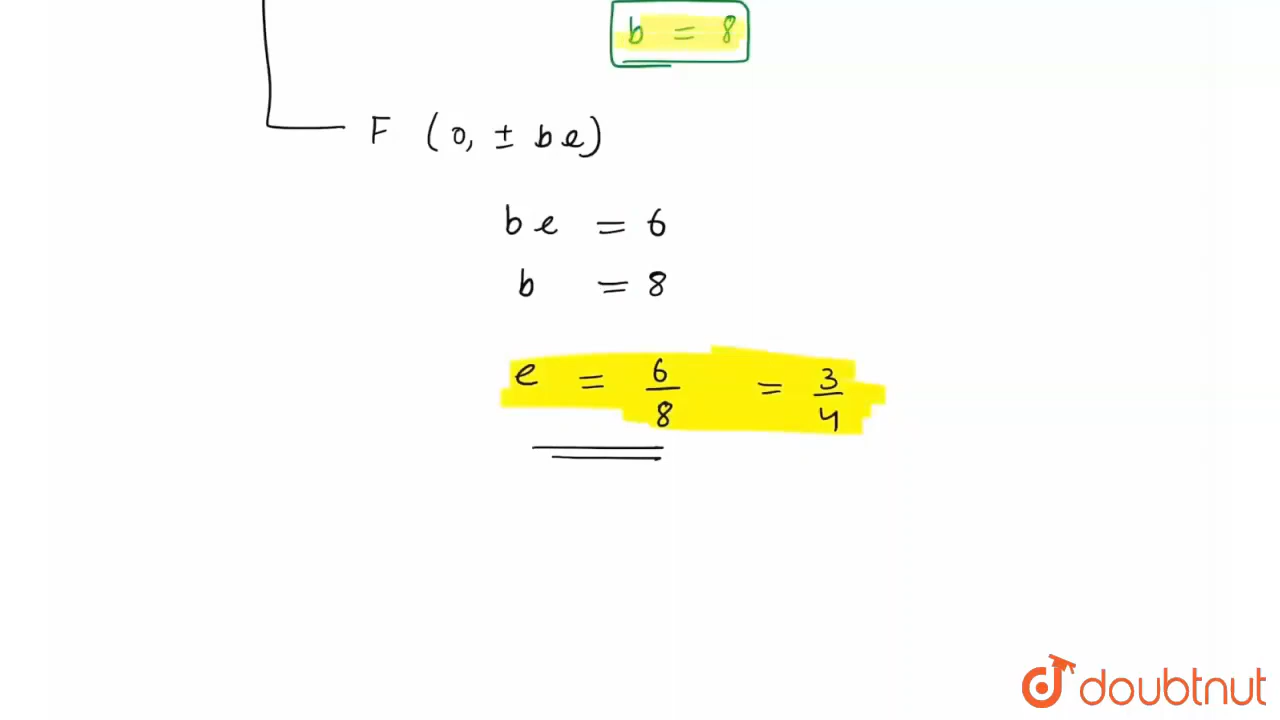 b = 8
F (0, ± be)
be = 6
b = 8
e = 6/8 = 3/4
doubtnut